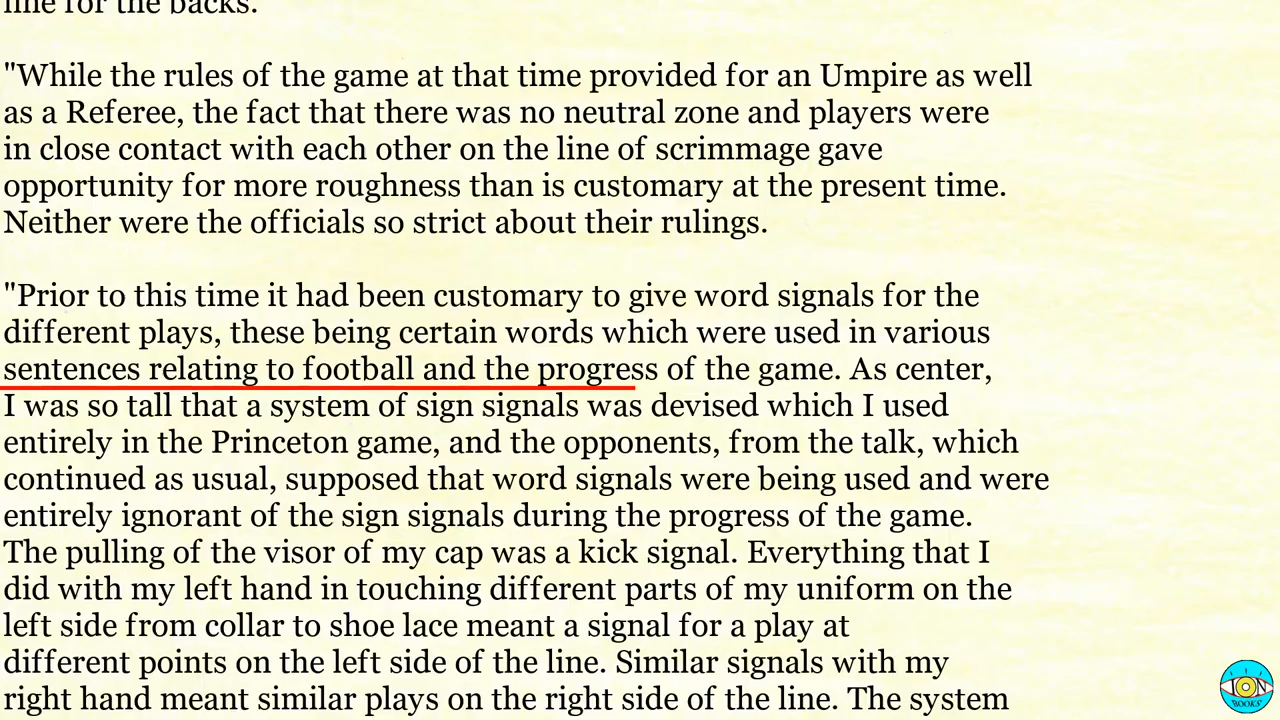 line for the backs.
"While the rules of the game at that time provided for an Umpire as well
as a Referee, the fact that there was no neutral zone and players were
in close contact with each other on the line of scrimmage gave
opportunity for more roughness than is customary at the present time.
Neither were the officials so strict about their rulings.
"Prior to this time it had been customary to give word signals for the
different plays, these being certain words which were used in various
sentences relating to football and the progress of the game. As center,
I was so tall that a system of sign signals was devised which I used
entirely in the Princeton game, and the opponents, from the talk, which
continued as usual, supposed that word signals were being used and were
entirely ignorant of the sign signals during the progress of the game.
The pulling of the visor of my cap was a kick signal. Everything that I
did with my left hand in touching different parts of my uniform on the
left side from collar to shoe lace meant a signal for a play at
different points on the left side of the line. Similar signals with my
right hand meant similar plays on the right side of the line. The system
ION
BOOKS